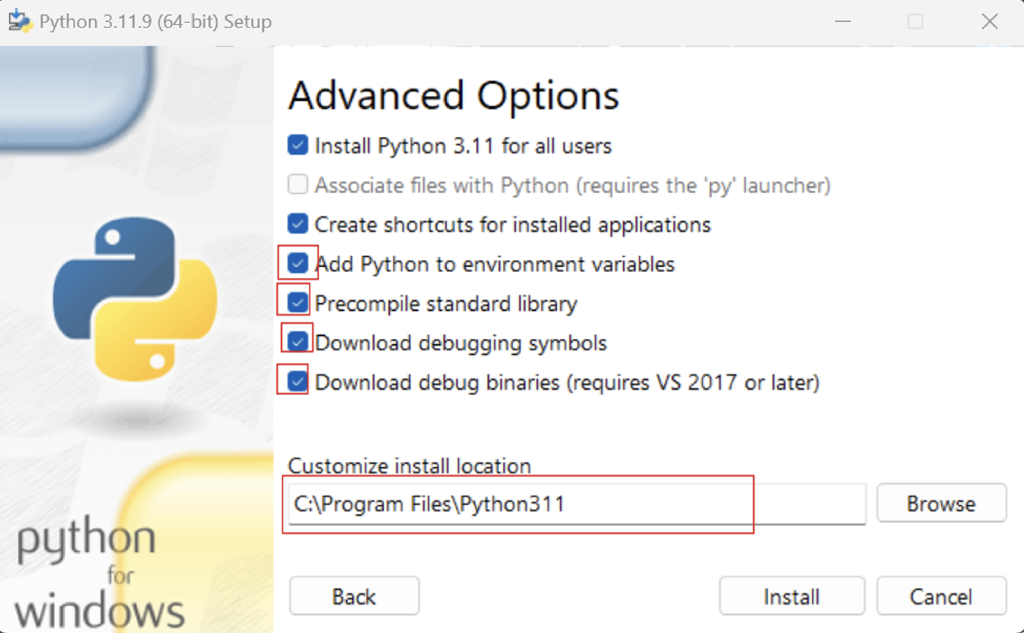 Python 3.11.9 (64-bit) Setup
Advanced Options
Install Python 3.11 for all users
Associate files with Python (requires the 'py' launcher)
Create shortcuts for installed applications
Add Python to environment variables
Precompile standard library
Download debugging symbols
Download debug binaries (requires VS 2017 or later)
Customize install location
C:\Program Files\Python311
Browse
python
for
windows
Back
Install
Cancel